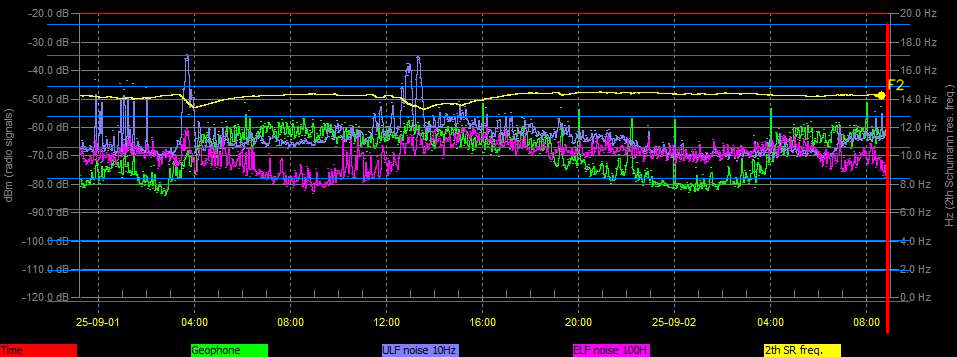 -20.0 dB 20.0 Hz
-30.0 dB 18.0 Hz
-40.0 dB 16.0 Hz
F2
-50.0 dB 14.0 Hz
-60.0 dB 12.0 Hz
-70.0 dB 10.0 Hz
-80.0 dB 8.0 Hz
-90.0 dB 6.0 Hz
-100.0 dB 4.0 Hz
-110.0 dB 2.0 Hz
-120.0 dB 0.0 Hz
dBm (radio signals)
Hz (2th Schumann res. freq.)
25-09-01 04:00 08:00 12:00 16:00 20:00 25-09-02 04:00 08:00
Time Geophone ULF noise 10Hz ELF noise 100H 2th SR freq.